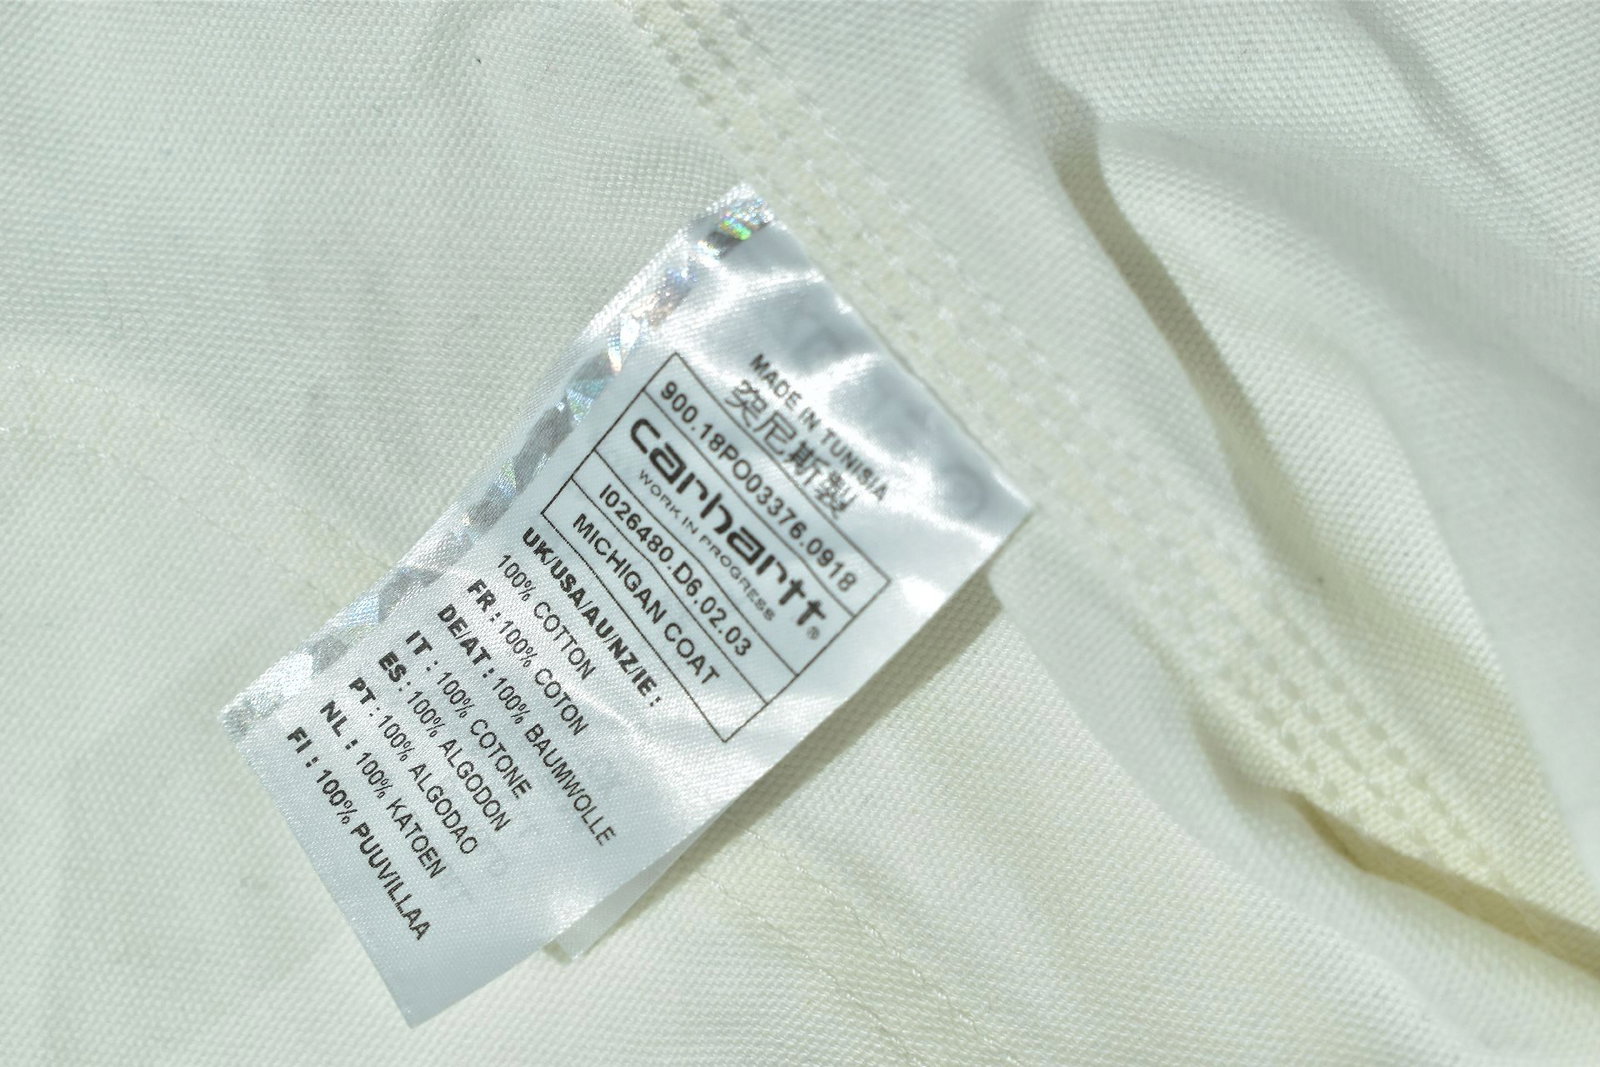 MADE IN TUNISIA
突尼斯製
900.18PO03376.0918
carhartt®
WORK IN PROGRESS
I026480.D6.02.03
MICHIGAN COAT
UK/USA/AU/NZ/IE :
100% COTTON
FR : 100% COTON
DE/AT : 100% BAUMWOLLE
IT : 100% COTONE
ES : 100% ALGODON
PT : 100% ALGODAO
NL : 100% KATOEN
FI : 100% PUUVILLAA